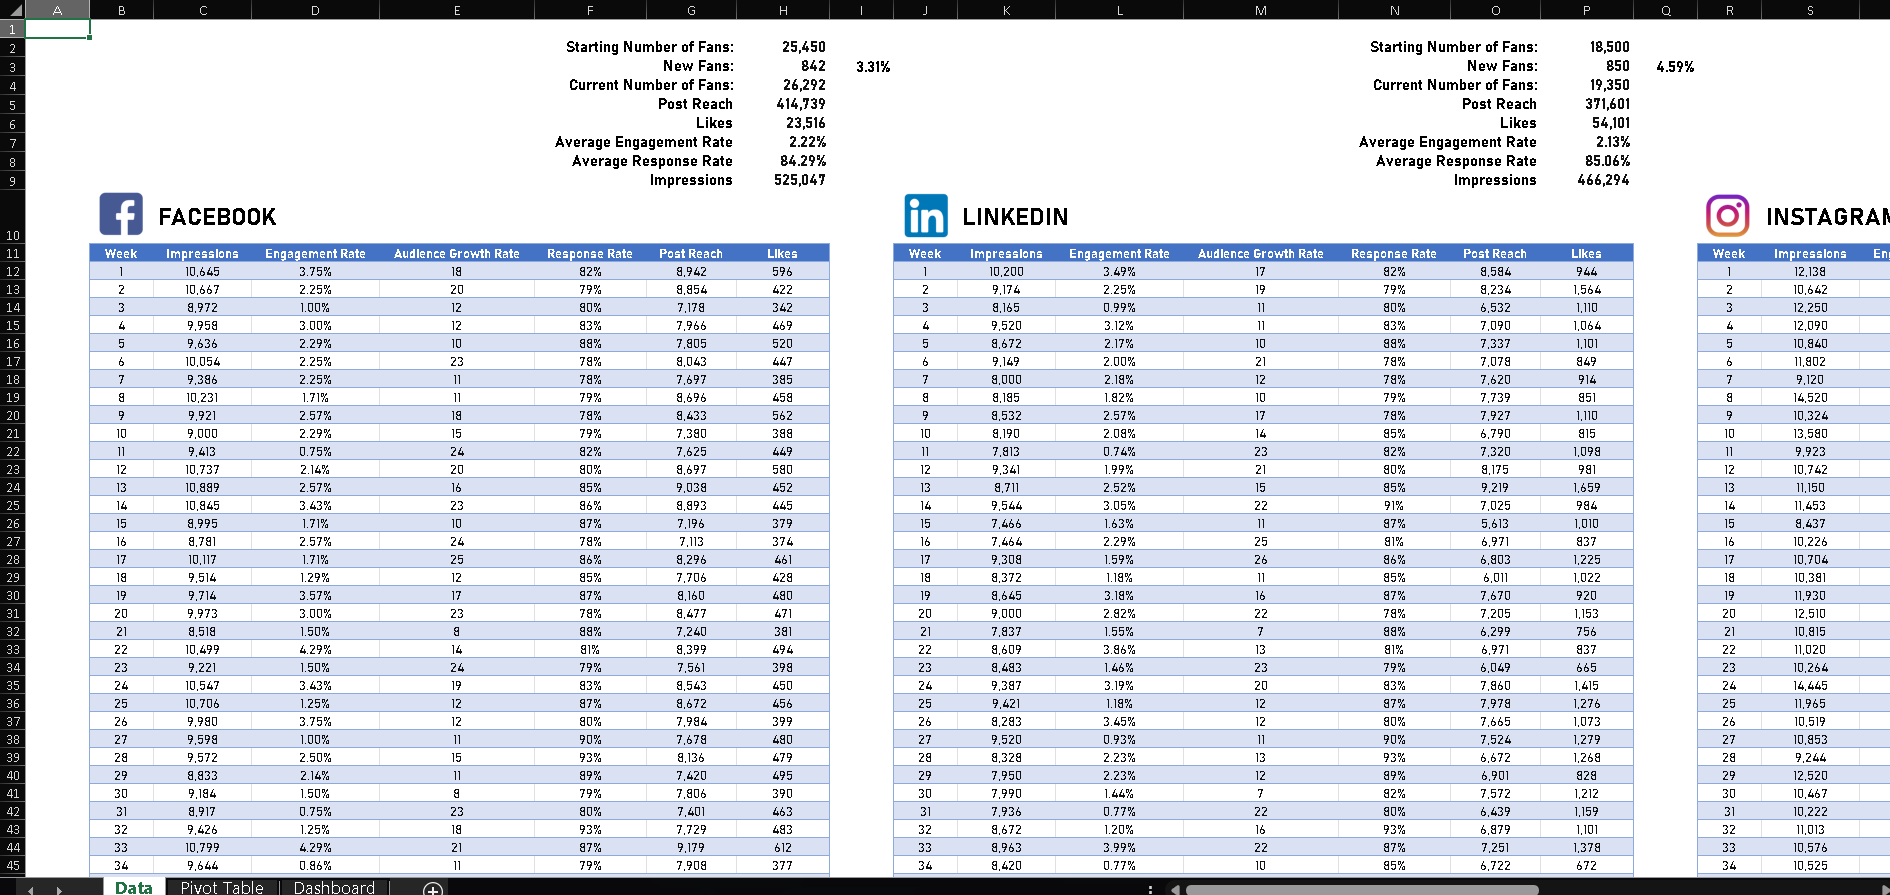 A B C D E F G H I J K L M N O P Q R S
1
2 Starting Number of Fans: 25,450 Starting Number of Fans: 18,500
3 New Fans: 842 3.31% New Fans: 850 4.59%
4 Current Number of Fans: 26,292 Current Number of Fans: 19,350
5 Post Reach 414,739 Post Reach 371,601
6 Likes 23,516 Likes 54,101
7 Average Engagement Rate 2.22% Average Engagement Rate 2.13%
8 Average Response Rate 84.29% Average Response Rate 85.06%
9 Impressions 525,047 Impressions 466,294
10 f FACEBOOK in LINKEDIN INSTAGRAM
11 Week Impressions Engagement Rate Audience Growth Rate Response Rate Post Reach Likes Week Impressions Engagement Rate Audience Growth Rate Response Rate Post Reach Likes Week Impressions En
12 1 10,645 3.75% 18 82% 8,942 596 1 10,200 3.49% 17 82% 8,584 944 1 12,138
13 2 10,667 2.25% 20 79% 8,854 422 2 9,174 2.25% 19 79% 8,234 1,564 2 10,642
14 3 8,972 1.00% 12 80% 7,178 342 3 8,165 0.99% 11 80% 6,532 1,110 3 12,250
15 4 9,958 3.00% 12 83% 7,966 469 4 9,520 3.12% 11 83% 7,090 1,064 4 12,090
16 5 9,636 2.29% 10 88% 7,805 520 5 8,672 2.17% 10 88% 7,337 1,101 5 10,840
17 6 10,054 2.25% 23 78% 8,043 447 6 9,149 2.00% 21 78% 7,078 849 6 11,802
18 7 9,386 2.25% 11 78% 7,697 385 7 8,000 2.18% 12 78% 7,620 914 7 9,120
19 8 10,231 1.71% 11 79% 8,696 458 8 8,185 1.82% 10 79% 7,739 851 8 14,520
20 9 9,921 2.57% 18 78% 8,433 562 9 8,532 2.57% 17 78% 7,927 1,110 9 10,324
21 10 9,000 2.29% 15 79% 7,380 388 10 8,190 2.08% 14 85% 6,790 815 10 13,580
22 11 9,413 0.75% 24 82% 7,625 449 11 7,813 0.74% 23 82% 7,320 1,098 11 9,923
23 12 10,737 2.14% 20 80% 8,697 580 12 9,341 1.99% 21 80% 8,175 981 12 10,742
24 13 10,889 2.57% 16 85% 9,038 452 13 8,711 2.52% 15 85% 9,219 1,659 13 11,150
25 14 10,845 3.43% 23 86% 8,893 445 14 9,544 3.05% 22 91% 7,025 984 14 11,453
26 15 8,995 1.71% 10 87% 7,196 379 15 7,466 1.63% 11 87% 5,613 1,010 15 8,437
27 16 8,781 2.57% 24 78% 7,113 374 16 7,464 2.29% 25 81% 6,971 837 16 10,226
28 17 10,117 1.71% 25 86% 8,296 461 17 9,308 1.59% 26 86% 6,803 1,225 17 10,704
29 18 9,514 1.29% 12 85% 7,706 428 18 8,372 1.18% 11 85% 6,011 1,022 18 10,381
30 19 9,714 3.57% 17 87% 8,160 480 19 8,645 3.18% 16 87% 7,670 920 19 11,930
31 20 9,973 3.00% 23 78% 8,477 471 20 9,000 2.82% 22 78% 7,205 1,153 20 12,510
32 21 8,518 1.50% 8 88% 7,240 381 21 7,837 1.55% 7 88% 6,299 756 21 10,815
33 22 10,499 4.29% 14 81% 8,399 494 22 8,609 3.86% 13 81% 6,971 837 22 11,020
34 23 9,221 1.50% 24 79% 7,561 398 23 8,483 1.46% 23 79% 6,049 665 23 10,264
35 24 10,547 3.43% 19 83% 8,543 450 24 9,387 3.19% 20 83% 7,860 1,415 24 14,445
36 25 10,706 1.25% 12 87% 8,672 456 25 9,421 1.18% 12 87% 7,978 1,276 25 11,965
37 26 9,980 3.75% 12 80% 7,984 399 26 8,283 3.45% 12 80% 7,665 1,073 26 10,519
38 27 9,598 1.00% 11 90% 7,678 480 27 9,520 0.93% 11 90% 7,524 1,279 27 10,853
39 28 9,572 2.50% 15 93% 8,136 479 28 8,328 2.23% 13 93% 6,672 1,268 28 9,244
40 29 8,833 2.14% 11 89% 7,420 495 29 7,950 2.23% 12 89% 6,901 828 29 12,520
41 30 9,184 1.50% 8 79% 7,806 390 30 7,990 1.44% 7 82% 7,572 1,212 30 10,467
42 31 8,917 0.75% 23 80% 7,401 463 31 7,936 0.77% 22 80% 6,439 1,159 31 10,222
43 32 9,426 1.25% 18 93% 7,729 483 32 8,672 1.20% 16 93% 6,879 1,101 32 11,013
44 33 10,799 4.29% 21 87% 9,179 612 33 8,963 3.99% 22 87% 7,251 1,378 33 10,576
45 34 9,644 0.86% 11 79% 7,908 377 34 8,420 0.77% 10 85% 6,722 672 34 10,525
Data Pivot Table Dashboard